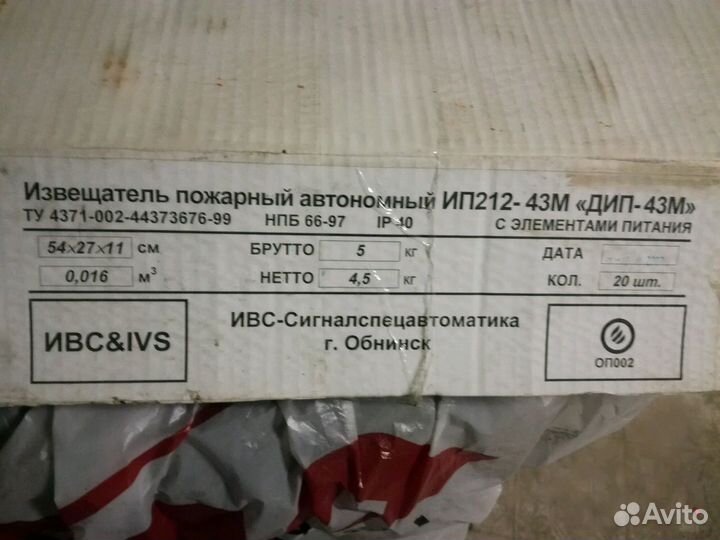 Извещатель пожарный автономный ИП212- 43М «ДИП- 43М»
ТУ 4371-002-44373676-99 НПБ 66-97 IP 40 С ЭЛЕМЕНТАМИ ПИТАНИЯ
54×27×11 см БРУТТО 5 кг ДАТА
0,016 м³ НЕТТО 4,5 кг КОЛ. 20 шт.
ИВС&IVS
ИВС-Сигналспецавтоматика
г. Обнинск
ОП002
Avito